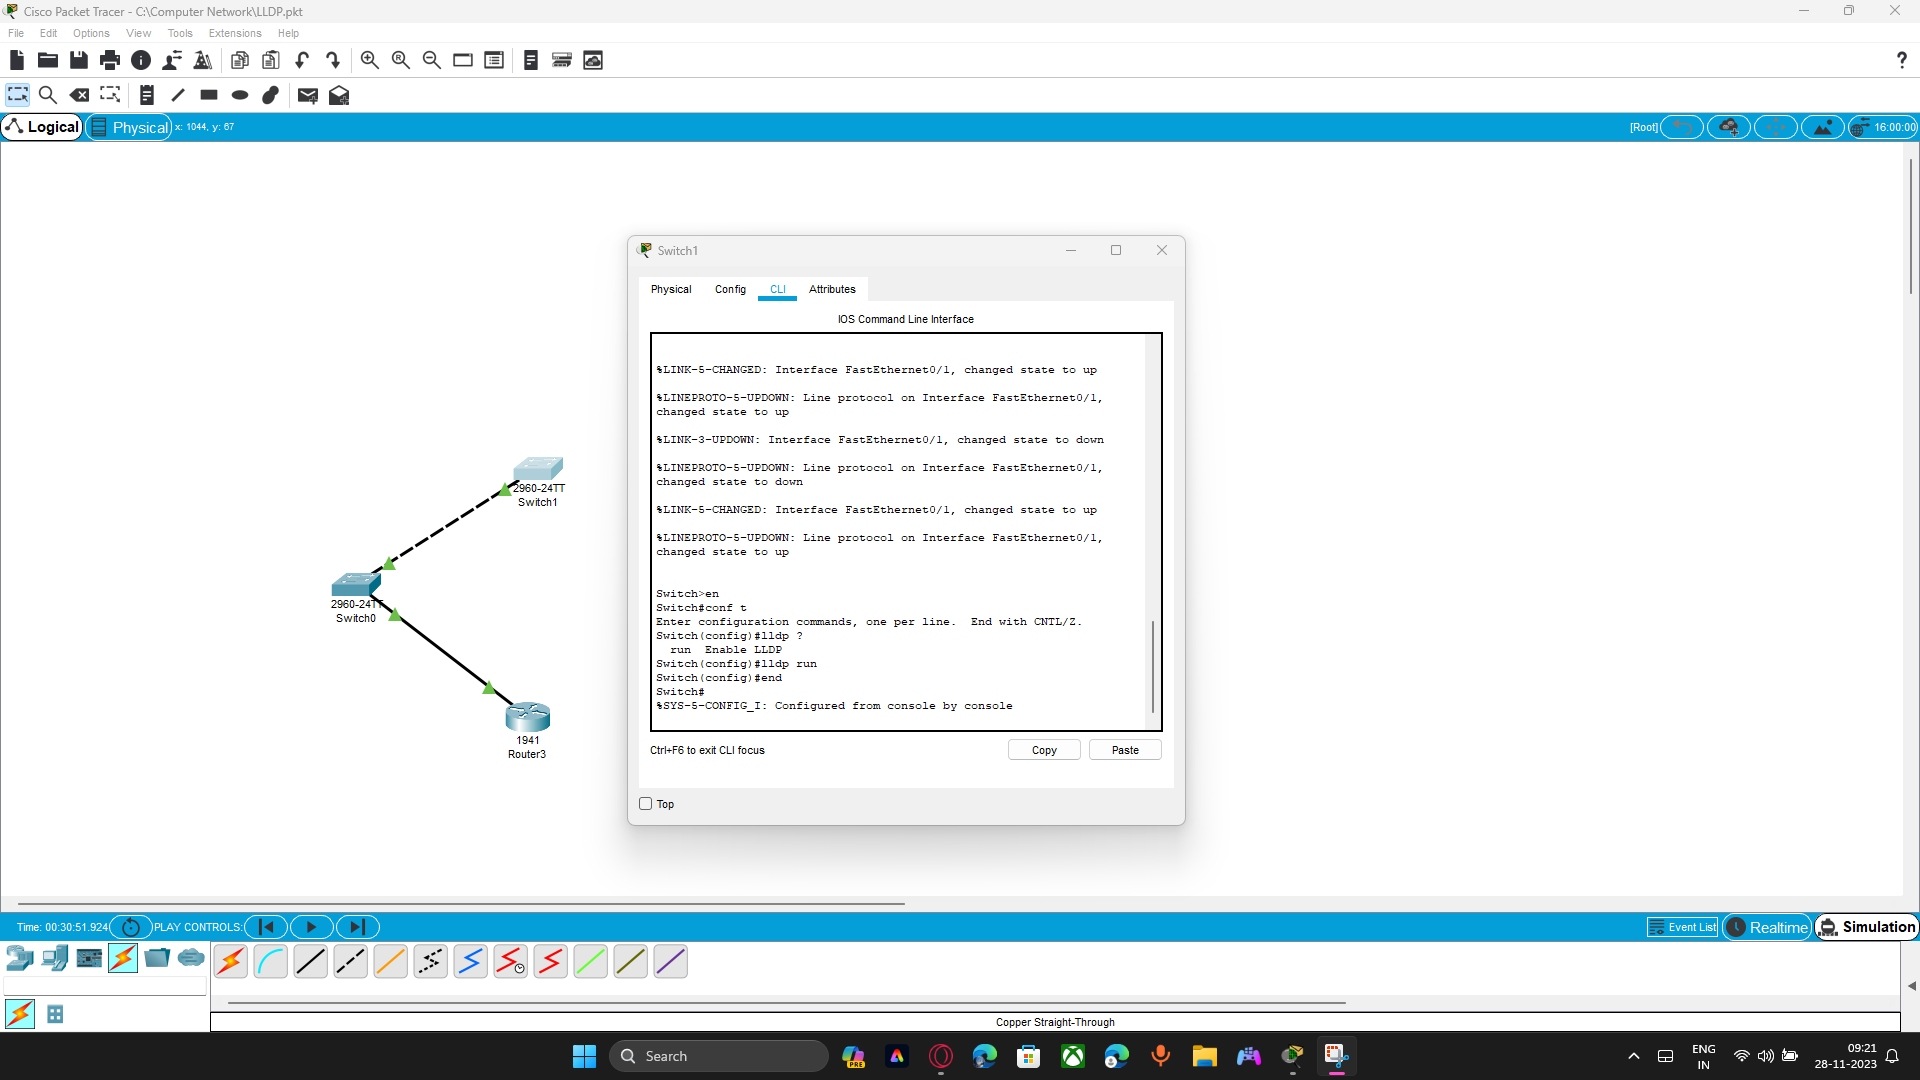 Cisco Packet Tracer - C:\Computer Network\LLDP.pkt
File Edit Options View Tools Extensions Help
Logical Physical x: 1044, y: 67 [Root] 16:00:00
Switch1
Physical Config CLI Attributes
IOS Command Line Interface
%LINK-5-CHANGED: Interface FastEthernet0/1, changed state to up
%LINEPROTO-5-UPDOWN: Line protocol on Interface FastEthernet0/1,
changed state to up
%LINK-3-UPDOWN: Interface FastEthernet0/1, changed state to down
%LINEPROTO-5-UPDOWN: Line protocol on Interface FastEthernet0/1,
changed state to down
%LINK-5-CHANGED: Interface FastEthernet0/1, changed state to up
%LINEPROTO-5-UPDOWN: Line protocol on Interface FastEthernet0/1,
changed state to up
Switch>en
Switch#conf t
Enter configuration commands, one per line. End with CNTL/Z.
Switch(config)#lldp ?
run Enable LLDP
Switch(config)#lldp run
Switch(config)#end
Switch#
%SYS-5-CONFIG_I: Configured from console by console
Ctrl+F6 to exit CLI focus Copy Paste
Top
2960-24TT
Switch1
2960-24TT
Switch0
1941
Router3
Time: 00:30:51.924 PLAY CONTROLS: Event List Realtime Simulation
Copper Straight-Through
Search PRE
ENG
IN
09:21
28-11-2023